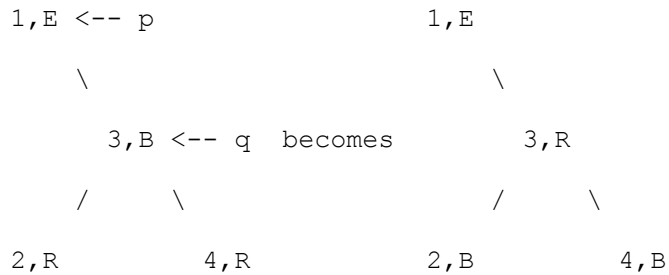 1,E <-- p                    1,E
    \                            \
      3,B <-- q  becomes           3,R
    /     \                      /     \
2,R         4,R              2,B         4,B